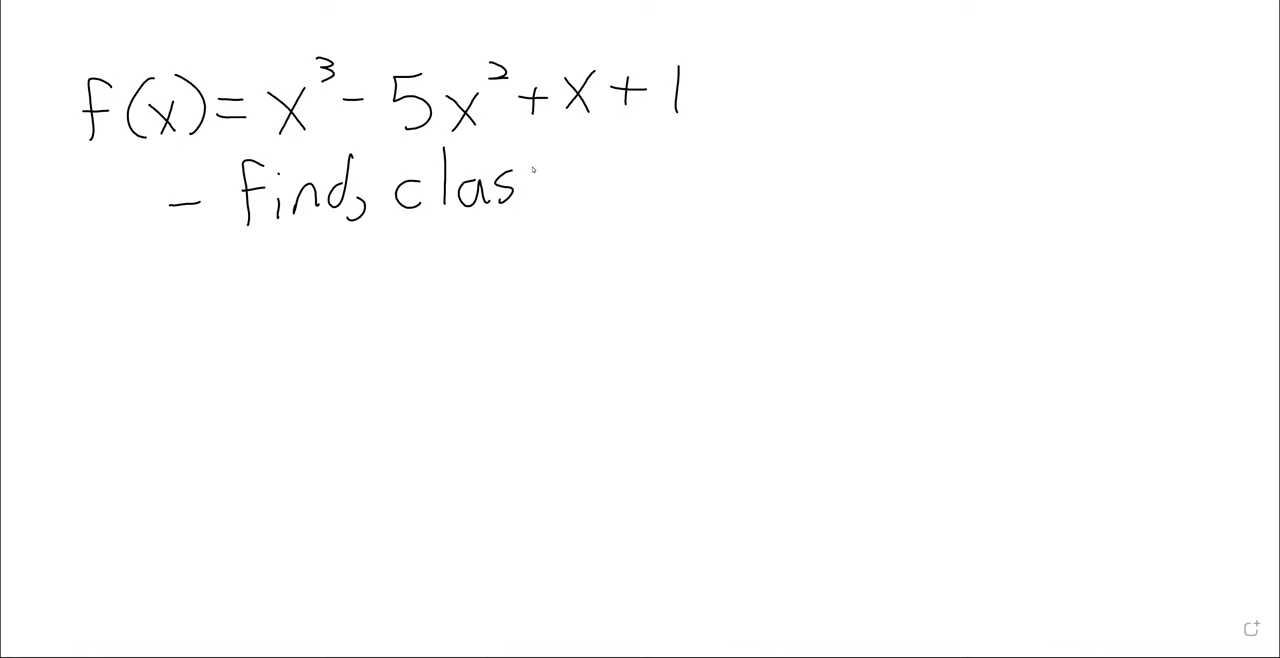 f(x) = x³ - 5x² + x + 1
- find, clas